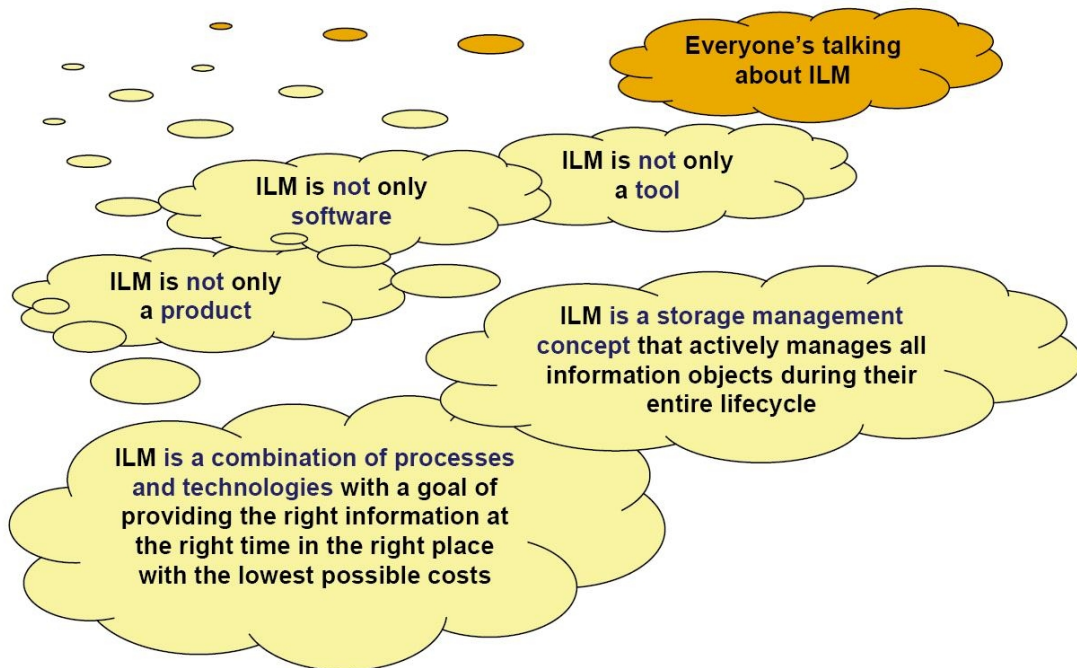 Everyone’s talking
about ILM
ILM is not only
a tool
ILM is not only
software
ILM is not only
a product
ILM is a storage management
concept that actively manages all
information objects during their
entire lifecycle
ILM is a combination of processes
and technologies with a goal of
providing the right information at
the right time in the right place
with the lowest possible costs